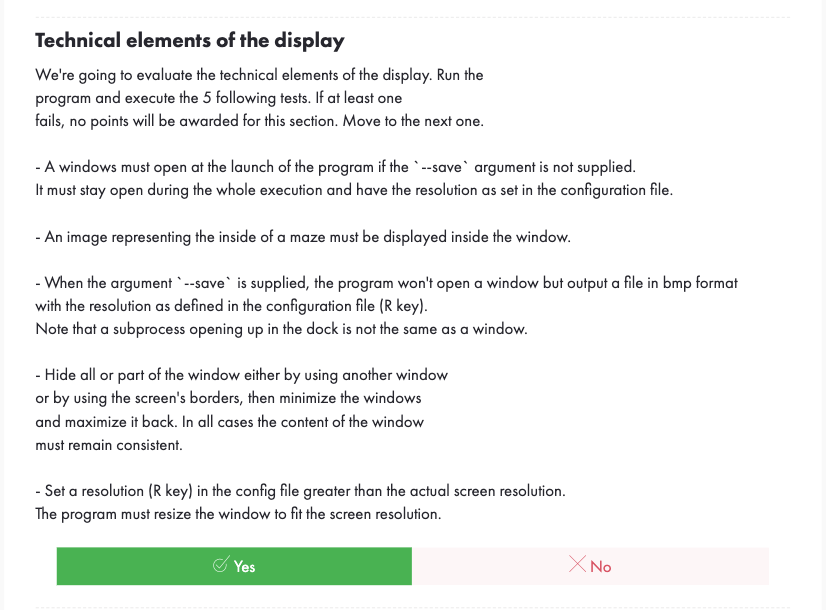 Technical elements of the display
We're going to evaluate the technical elements of the display. Run the
program and execute the 5 following tests. If at least one
fails, no points will be awarded for this section. Move to the next one.
- A windows must open at the launch of the program if the `--save` argument is not supplied.
It must stay open during the whole execution and have the resolution as set in the configuration file.
- An image representing the inside of a maze must be displayed inside the window.
- When the argument `--save` is supplied, the program won't open a window but output a file in bmp format
with the resolution as defined in the configuration file (R key).
Note that a subprocess opening up in the dock is not the same as a window.
- Hide all or part of the window either by using another window
or by using the screen's borders, then minimize the windows
and maximize it back. In all cases the content of the window
must remain consistent.
- Set a resolution (R key) in the config file greater than the actual screen resolution.
The program must resize the window to fit the screen resolution.
Yes
No